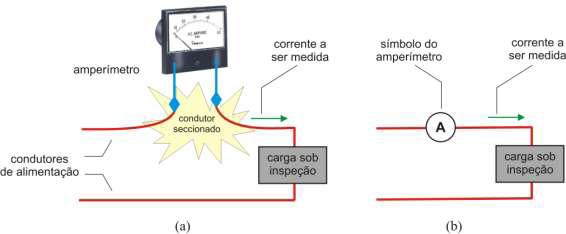 amperímetro
corrente a
ser medida
condutor
seccionado
condutores
de alimentação
carga sob
inspeção
(a)
símbolo do
amperímetro
corrente a
ser medida
A
carga sob
inspeção
(b)